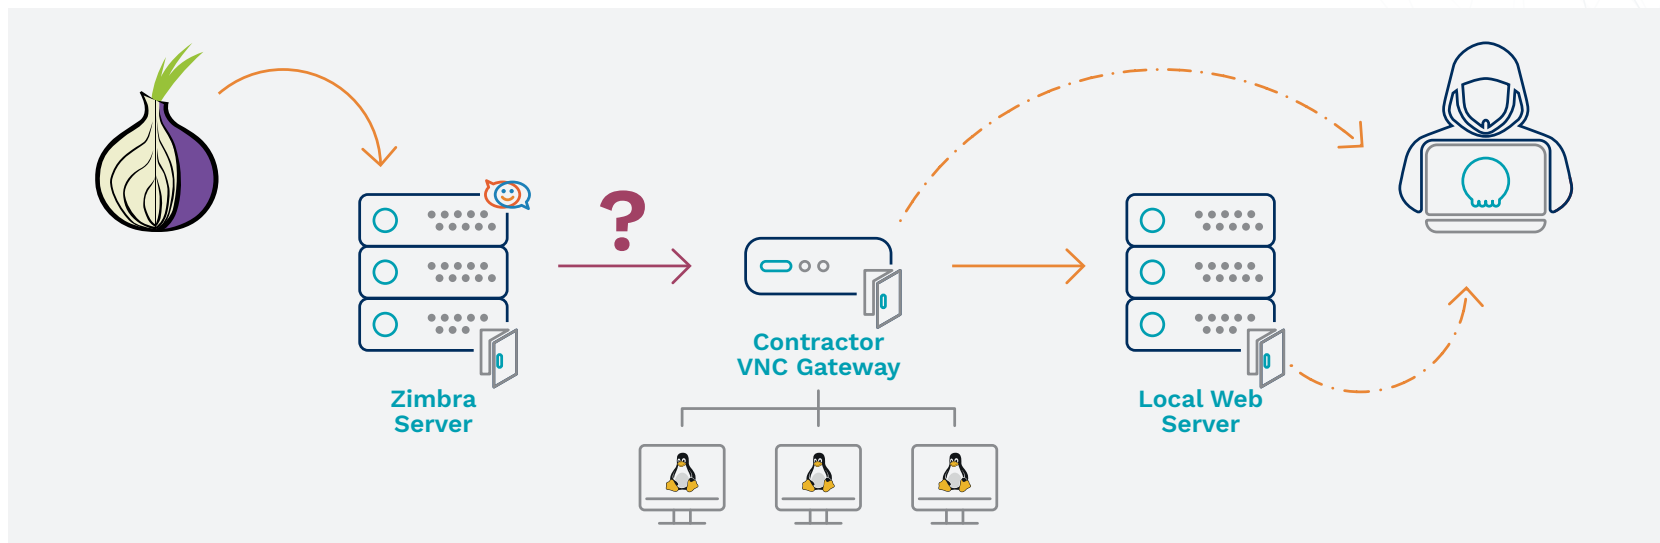 ?
Contractor
VNC Gateway
Zimbra
Server
Local Web
Server